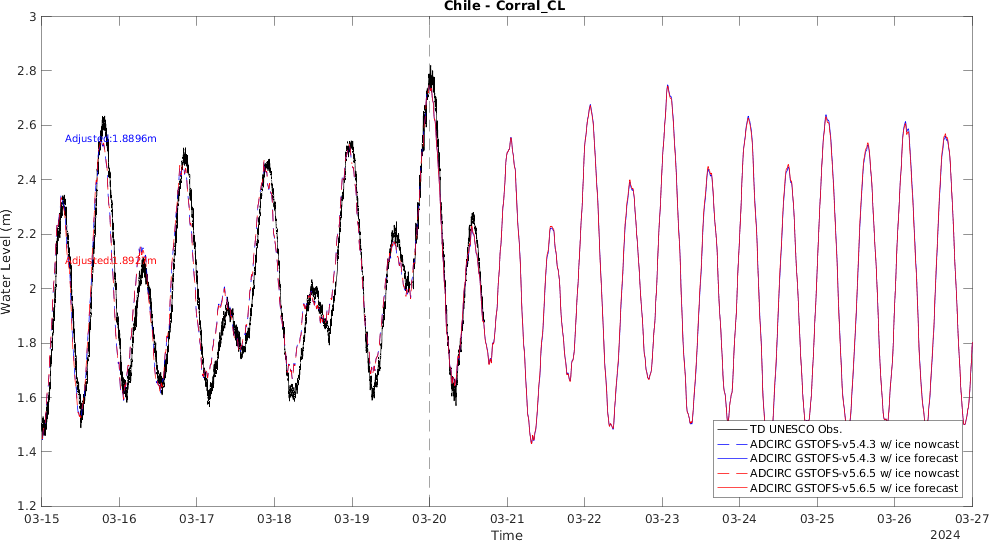 Chile - Corral_CL
3
2.8
2.6
2.4
2.2
2
1.8
1.6
1.4
1.2
Water Level (m)
Adjusted:1.8896m
TD UNESCO Obs.
ADCIRC GSTOFS-v5.4.3 w/ ice nowcast
ADCIRC GSTOFS-v5.4.3 w/ ice forecast
ADCIRC GSTOFS-v5.6.5 w/ ice nowcast
ADCIRC GSTOFS-v5.6.5 w/ ice forecast
03-15 03-16 03-17 03-18 03-19 03-20 03-21 03-22 03-23 03-24 03-25 03-26 03-27
Time
2024